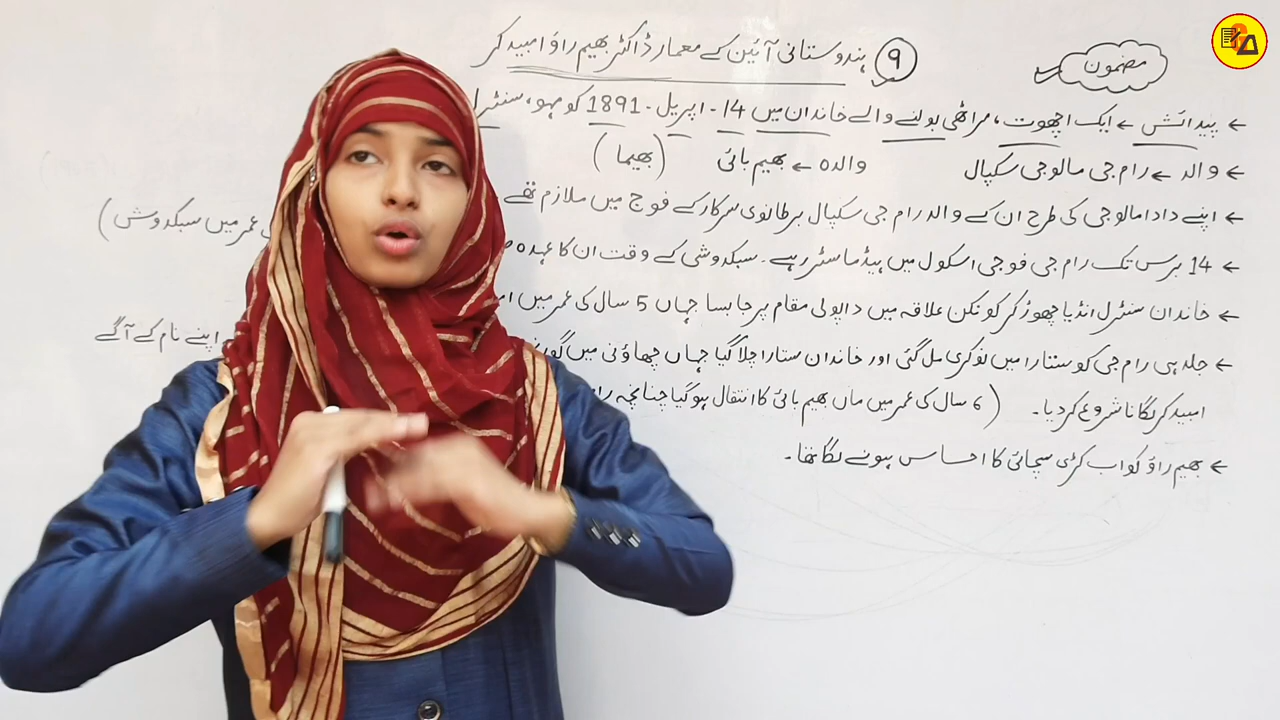 مضمون
۹ ہندوستانی آئین کے معمار ڈاکٹر بھیم راؤ امبیدکر
← پیدائش ← ایک اچھوت، مراٹھی بولنے والے خاندان میں 14 - اپریل - 1891 کو مہو، سنٹرل
← والد ← رام جی مالوجی سکپال والدہ ← بھیم بائی (بھیما)
← اپنے دادا مالوجی کی طرح ان کے والد رام جی سکپال برطانوی سرکار کے فوج میں ملازم تھے عمر میں سبکدوش)
← 14 برس تک رام جی فوجی اسکول میں ہیڈ ماسٹر رہے۔ سبکدوشی کے وقت ان کا عہدہ
← خاندان سنٹرل انڈیا چھوڑ کر کونکن علاقہ میں داپولی مقام پر جا بسا جہاں 5 سال کی عمر میں
← جلد ہی رام جی کو ستارا میں نوکری مل گئی اور خاندان ستارا چلا گیا جہاں چھاؤنی میں اپنے نام کے آگے
امبیدکر لگانا شروع کر دیا۔ (6 سال کی عمر میں ماں بھیم بائی کا انتقال ہو گیا چنانچہ
← بھیم راؤ کو اب کڑی سچائی کا احساس ہونے لگا تھا۔